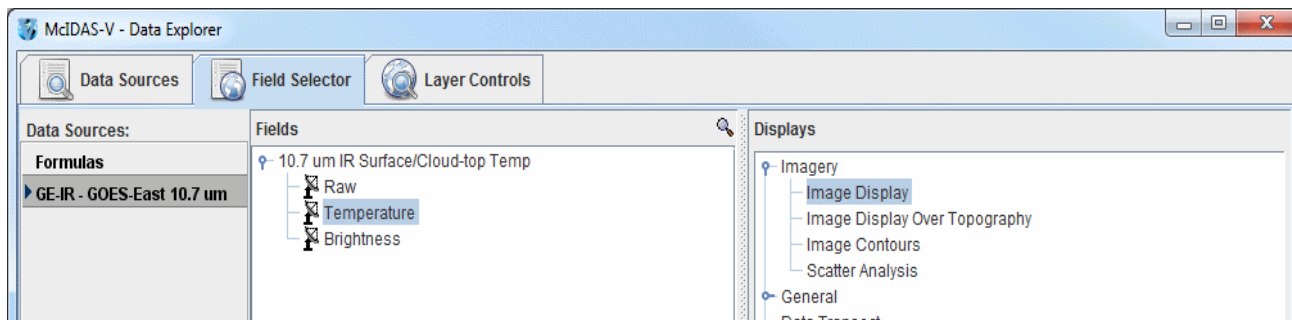 McIDAS-V - Data Explorer
Data Sources
Field Selector
Layer Controls
Data Sources:
Formulas
GE-IR - GOES-East 10.7 um
Fields
10.7 um IR Surface/Cloud-top Temp
Raw
Temperature
Brightness
Displays
Imagery
Image Display
Image Display Over Topography
Image Contours
Scatter Analysis
General
Data Transect